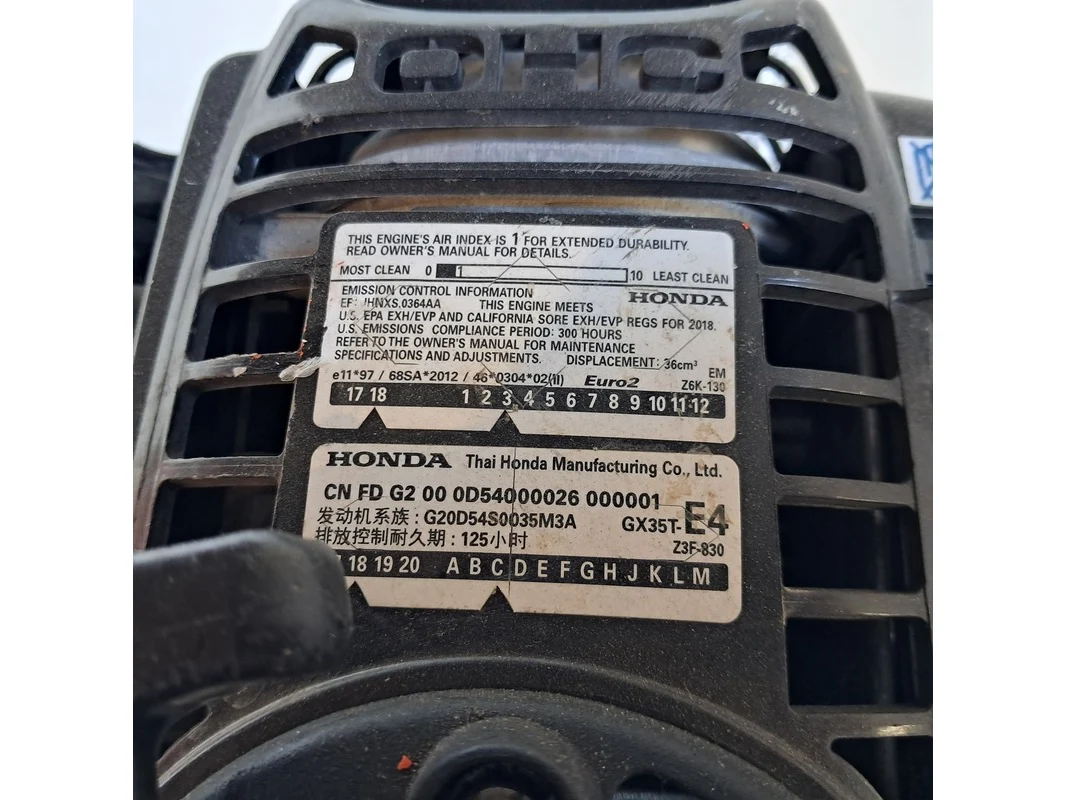 OHC
THIS ENGINE'S AIR INDEX IS 1 FOR EXTENDED DURABILITY.
READ OWNER'S MANUAL FOR DETAILS.
MOST CLEAN 0 1 10 LEAST CLEAN
EMISSION CONTROL INFORMATION HONDA
EF: JHNXS.0364AA THIS ENGINE MEETS
U.S. EPA EXH/EVP AND CALIFORNIA SORE EXH/EVP REGS FOR 2018.
U.S. EMISSIONS COMPLIANCE PERIOD: 300 HOURS
REFER TO THE OWNER'S MANUAL FOR MAINTENANCE
SPECIFICATIONS AND ADJUSTMENTS. DISPLACEMENT: 36cm³
EM
e11*97 / 68SA*2012 / 46*0304*02(II) Euro2 Z6K-130
17 18 1 2 3 4 5 6 7 8 9 10 11 12
HONDA Thai Honda Manufacturing Co., Ltd.
CN FD G2 00 0D54000026 000001
发动机系族 : G20D54S0035M3A GX35T-E4
排放控制耐久期 : 125小时 Z3F-830
18 19 20 A B C D E F G H J K L M